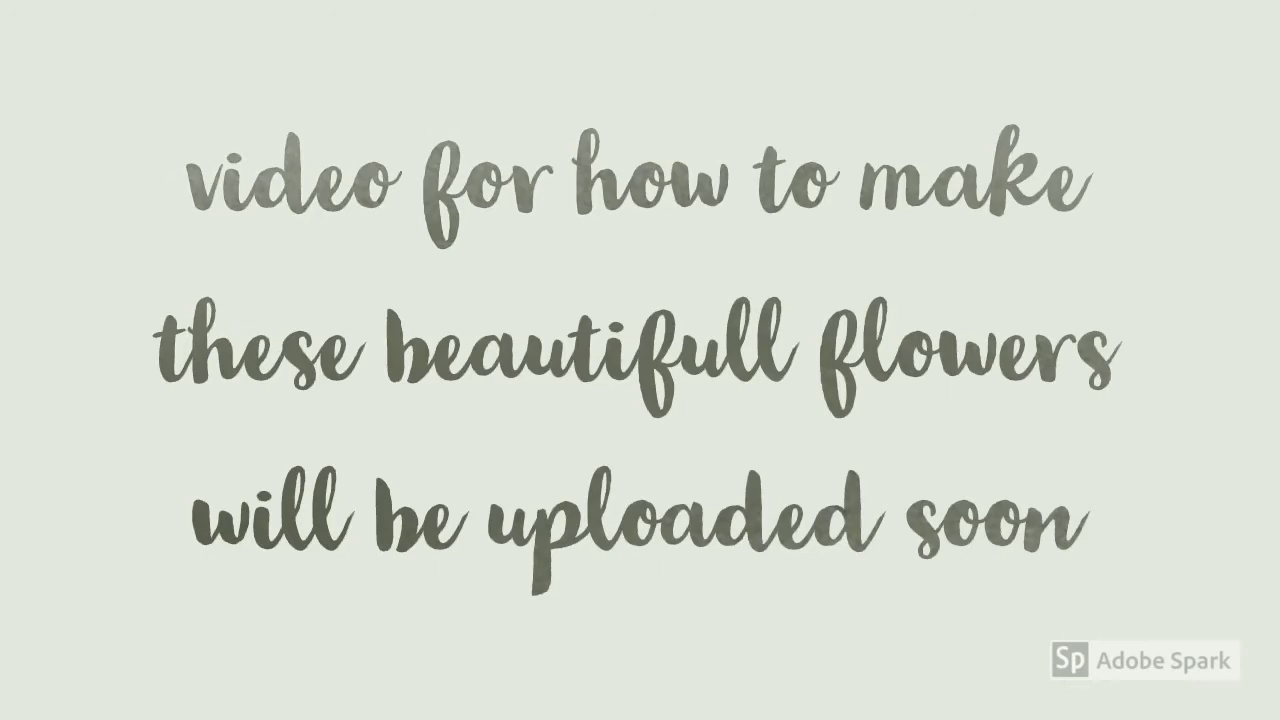 video for how to make
these beautifull flowers
will be uploaded soon
Sp Adobe Spark